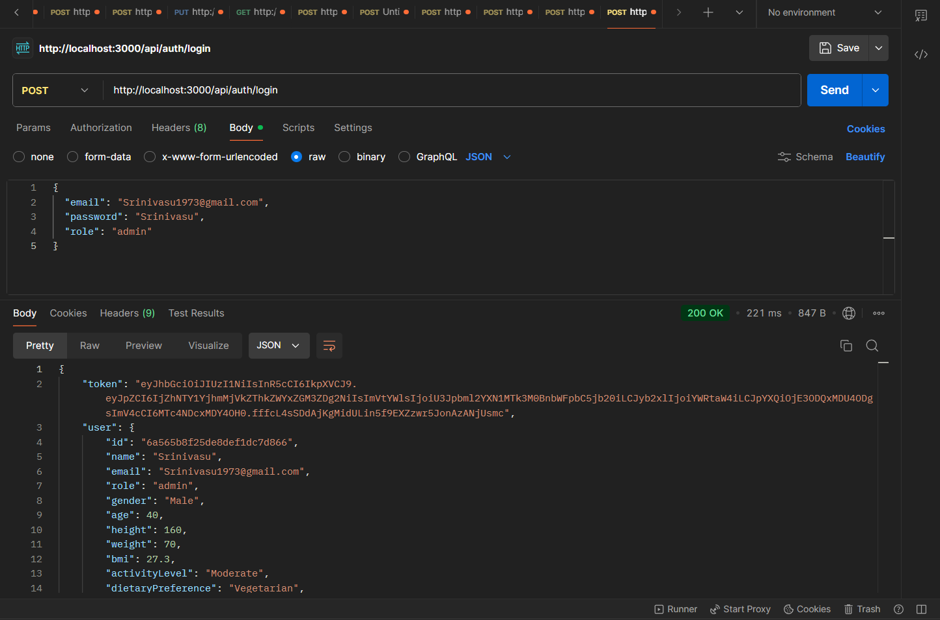 POST http POST http PUT http:/ GET http:/ POST http POST Unti POST http POST http POST http POST http No environment
HTTP http://localhost:3000/api/auth/login Save
POST http://localhost:3000/api/auth/login Send
Params Authorization Headers (8) Body Scripts Settings Cookies
none form-data x-www-form-urlencoded raw binary GraphQL JSON Schema Beautify
1 {
2 "email": "Srinivasu1973@gmail.com",
3 "password": "Srinivasu",
4 "role": "admin"
5 }
Body Cookies Headers (9) Test Results 200 OK 221 ms 847 B
Pretty Raw Preview Visualize JSON
1 {
2 "token": "eyJhbGciOiJIUzI1NiIsInR5cCI6IkpXVCJ9.
eyJpZCI6IjZhNTY1YjhmMjVkZThkZWYxZGM3ZDg2NiIsImVtYWlsIjoiU3Jpbml2YXN1MTk3M0BnbWFpbC5jb20iLCJyb2xlIjoiYWRtaW4iLCJpYXQiOjE3ODQxMDU4ODg
sImV4cCI6MTc4NDcxMDY4OH0.fffcL4sSDdAjKgMidULin5f9EXZzwr5JonAzANjUsmc",
3 "user": {
4 "id": "6a565b8f25de8def1dc7d866",
5 "name": "Srinivasu",
6 "email": "Srinivasu1973@gmail.com",
7 "role": "admin",
8 "gender": "Male",
9 "age": 40,
10 "height": 160,
11 "weight": 70,
12 "bmi": 27.3,
13 "activityLevel": "Moderate",
14 "dietaryPreference": "Vegetarian",
Runner Start Proxy Cookies Trash